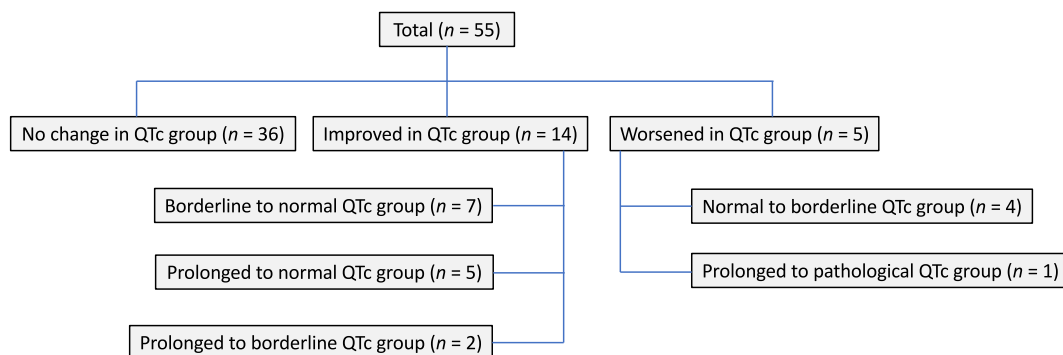 Total (n = 55)
No change in QTc group (n = 36)
Improved in QTc group (n = 14)
Worsened in QTc group (n = 5)
Borderline to normal QTc group (n = 7)
Normal to borderline QTc group (n = 4)
Prolonged to normal QTc group (n = 5)
Prolonged to pathological QTc group (n = 1)
Prolonged to borderline QTc group (n = 2)